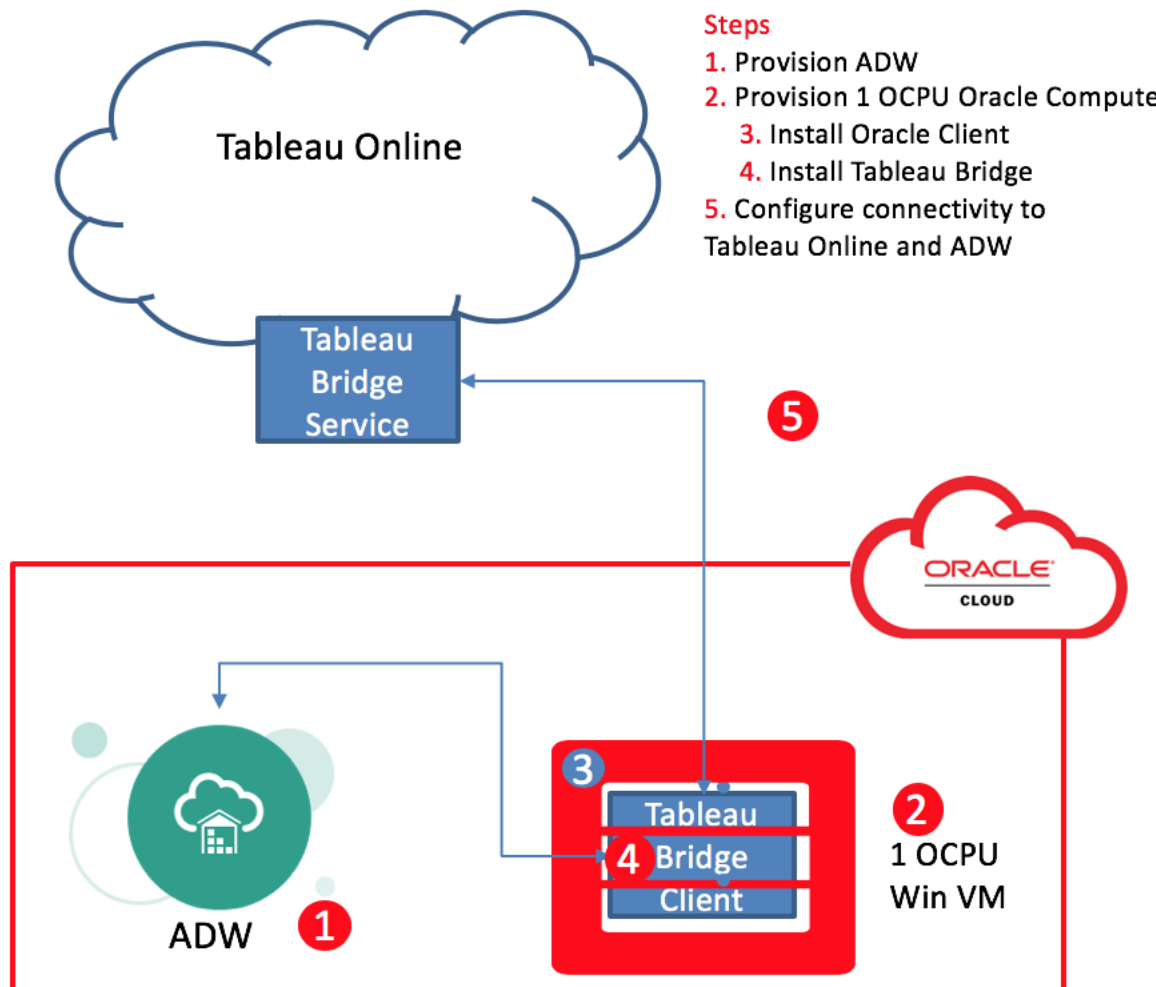 Steps
1. Provision ADW
2. Provision 1 OCPU Oracle Compute
3. Install Oracle Client
4. Install Tableau Bridge
5. Configure connectivity to
Tableau Online and ADW
Tableau Online
Tableau
Bridge
Service
5
ORACLE
CLOUD
3
Tableau
4
Bridge
Client
2
1 OCPU
Win VM
ADW
1